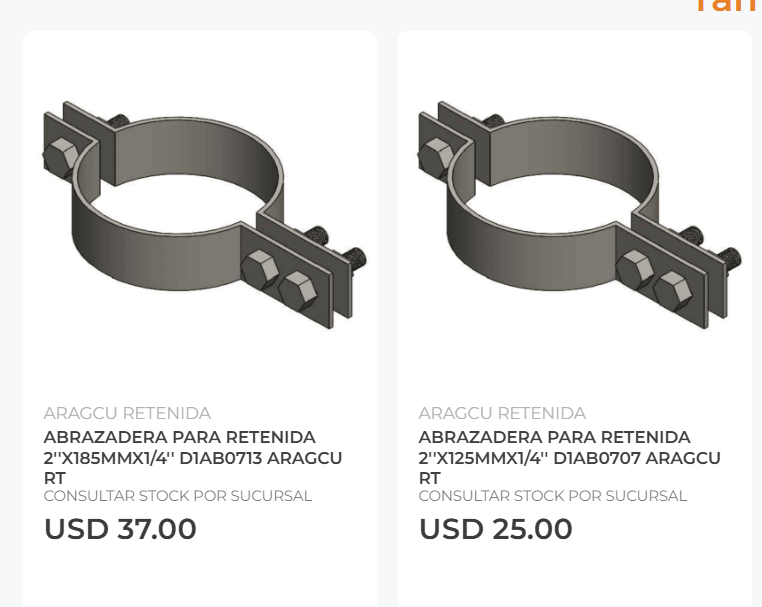 ARAGCU RETENIDA
ABRAZADERA PARA RETENIDA
2''X185MMX1/4'' D1AB0713 ARAGCU
RT
CONSULTAR STOCK POR SUCURSAL
USD 37.00
ARAGCU RETENIDA
ABRAZADERA PARA RETENIDA
2''X125MMX1/4'' D1AB0707 ARAGCU
RT
CONSULTAR STOCK POR SUCURSAL
USD 25.00